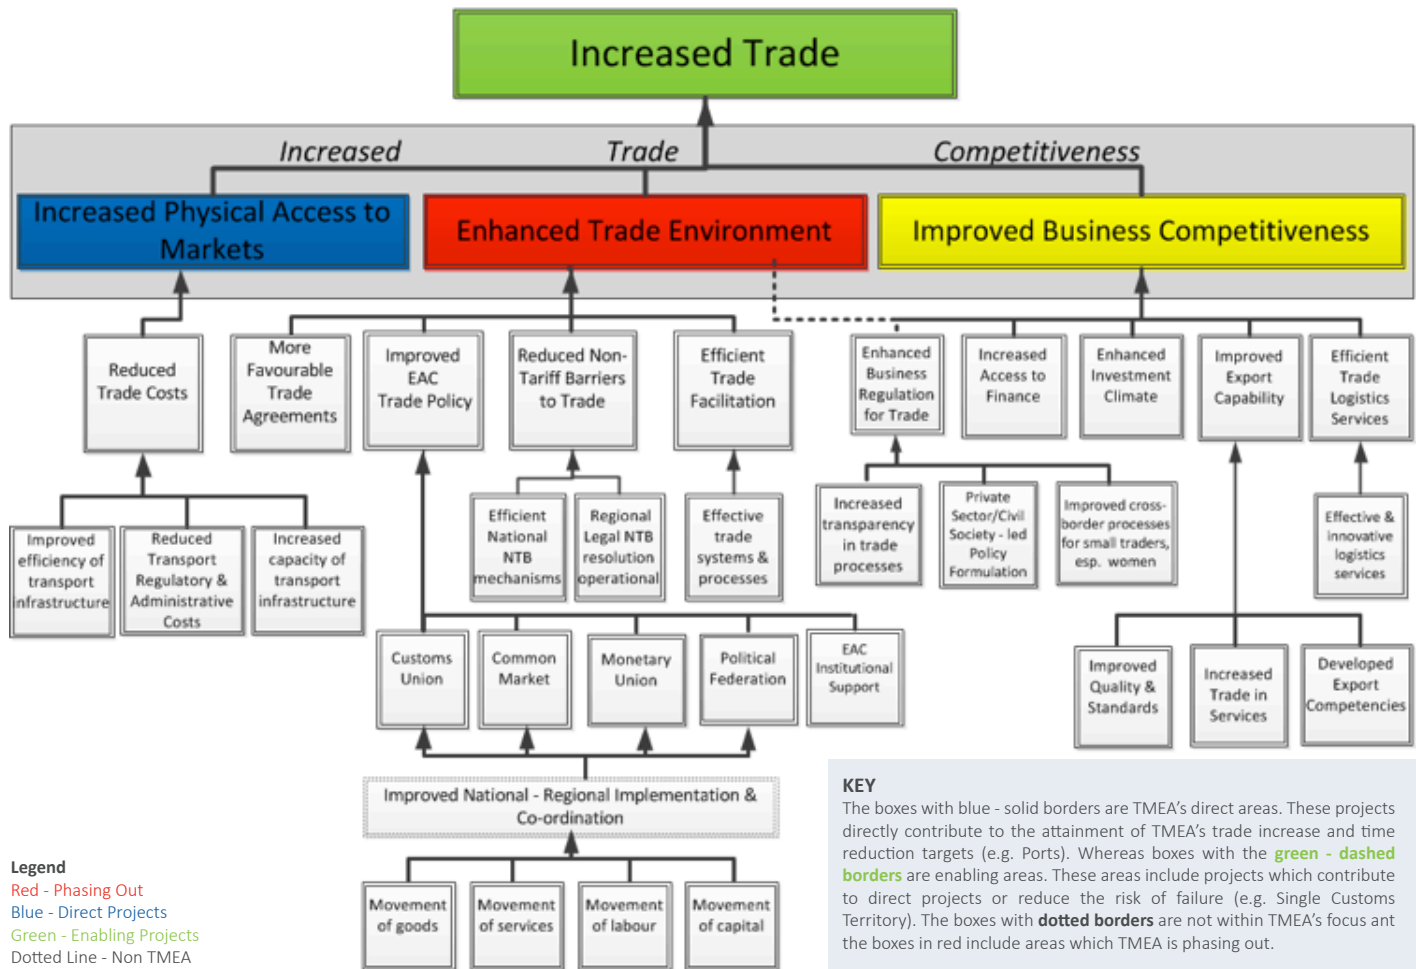 Increased Trade
Increased Trade Competitiveness
Increased Physical Access to
Markets
Enhanced Trade Environment
Improved Business Competitiveness
Reduced
Trade Costs
More
Favourable
Trade
Agreements
Improved
EAC
Trade Policy
Reduced Non-
Tariff Barriers
to Trade
Efficient
Trade
Facilitation
Enhanced
Business
Regulation
for Trade
Increased
Access to
Finance
Enhanced
Investment
Climate
Improved
Export
Capability
Efficient
Trade
Logistics
Services
Improved
efficiency of
transport
infrastructure
Reduced
Transport
Regulatory &
Administrative
Costs
Increased
capacity of
transport
infrastructure
Efficient
National
NTB
mechanisms
Regional
Legal NTB
resolution
operational
Effective
trade
systems &
processes
Increased
transparency
in trade
processes
Private
Sector/Civil
Society - led
Policy
Formulation
Improved cross-
border processes
for small traders,
esp. women
Effective &
innovative
logistics
services
Customs
Union
Common
Market
Monetary
Union
Political
Federation
EAC
Institutional
Support
Improved
Quality &
Standards
Increased
Trade in
Services
Developed
Export
Competencies
Improved National - Regional Implementation &
Co-ordination
Movement
of goods
Movement
of services
Movement
of labour
Movement
of capital
Legend
Red - Phasing Out
Blue - Direct Projects
Green - Enabling Projects
Dotted Line - Non TMEA
KEY
The boxes with blue - solid borders are TMEA's direct areas. These projects
directly contribute to the attainment of TMEA's trade increase and time
reduction targets (e.g. Ports). Whereas boxes with the green - dashed
borders are enabling areas. These areas include projects which contribute
to direct projects or reduce the risk of failure (e.g. Single Customs
Territory). The boxes with dotted borders are not within TMEA's focus ant
the boxes in red include areas which TMEA is phasing out.